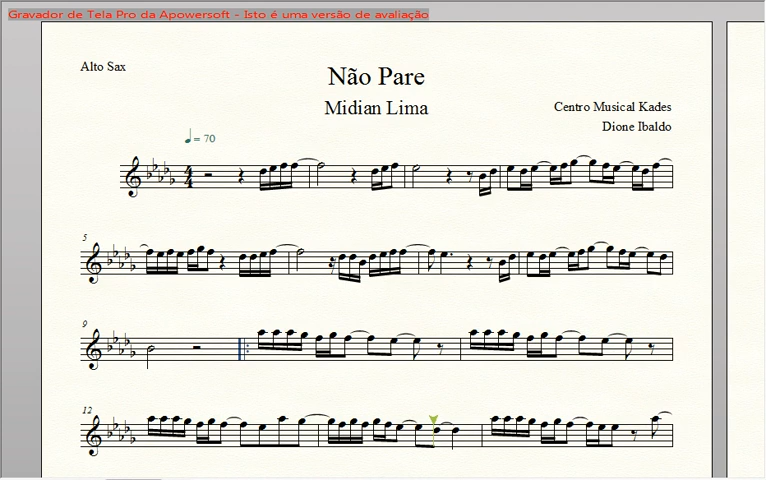 Gravador de Tela Pro da Apowersoft - Isto é uma versão de avaliação
Alto Sax
Não Pare
Midian Lima
Centro Musical Kades
Dione Ibaldo
= 70
4
4
5
9
12